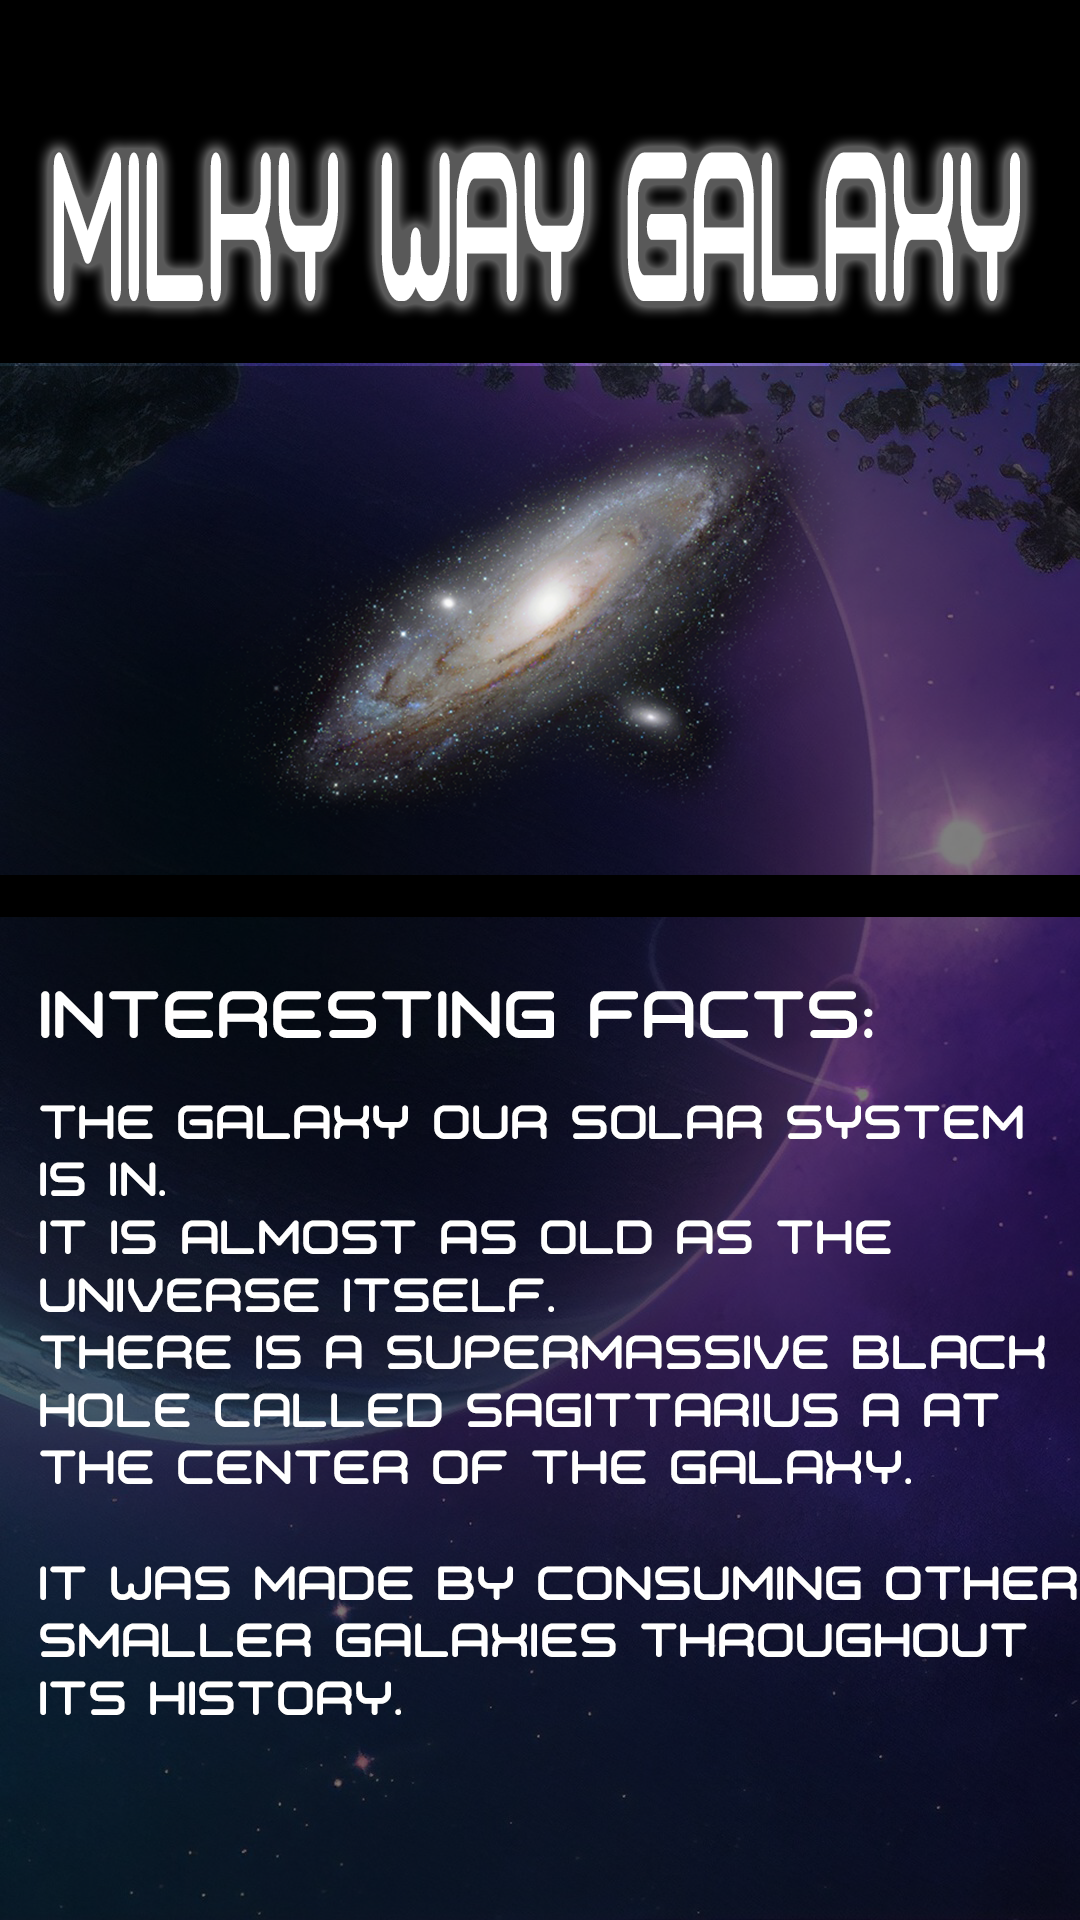 MILKY WAY GALAXY
INTERESTING FACTS:
THE GALAXY OUR SOLAR SYSTEM
IS IN.
IT IS ALMOST AS OLD AS THE
UNIVERSE ITSELF.
THERE IS A SUPERMASSIVE BLACK
HOLE CALLED SAGITTARIUS A AT
THE CENTER OF THE GALAXY.
IT WAS MADE BY CONSUMING OTHER
SMALLER GALAXIES THROUGHOUT
ITS HISTORY.